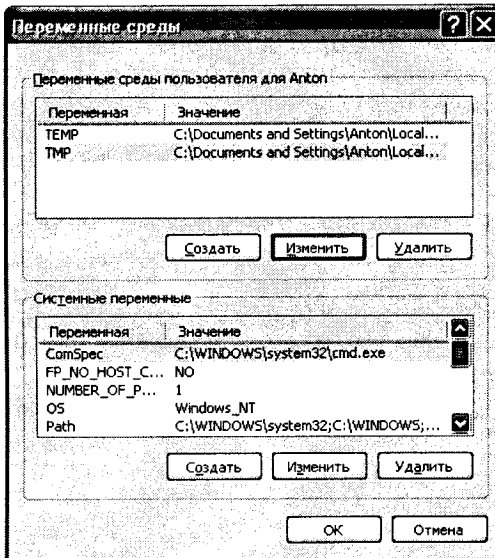 Переменные среды
Переменные среды пользователя для Anton
Переменная Значение
TEMP C:\Documents and Settings\Anton\Local...
TMP C:\Documents and Settings\Anton\Local...
Создать Изменить Удалить
Системные переменные
Переменная Значение
ComSpec C:\WINDOWS\system32\cmd.exe
FP_NO_HOST_C... NO
NUMBER_OF_P... 1
OS Windows_NT
Path C:\WINDOWS\system32;C:\WINDOWS;...
Создать Изменить Удалить
ОК Отмена